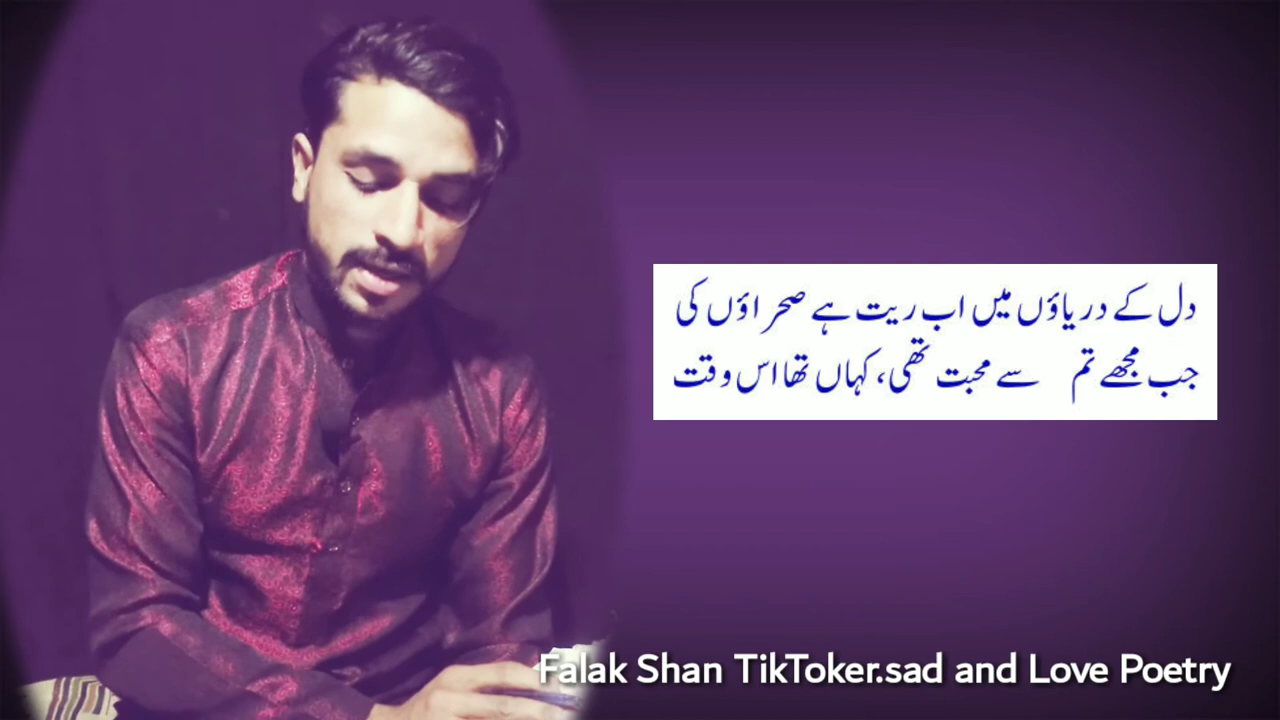 دل کے دریاؤں میں اب ریت ہے صحراؤں کی
جب مجھے تم سے محبت تھی، کہاں تھا اس وقت
Falak Shan TikToker.sad and Love Poetry